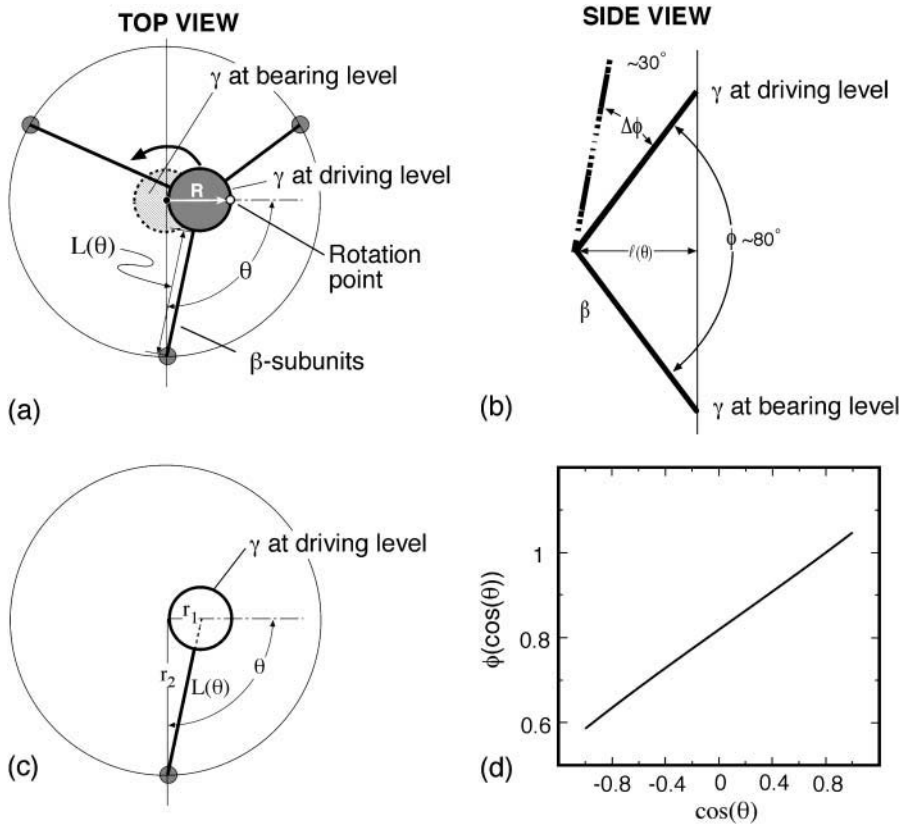 TOP VIEW
γ at bearing level
γ at driving level
R
L(θ)
θ
Rotation
point
β-subunits
(a)
SIDE VIEW
~30°
γ at driving level
Δϕ
ϕ ~80°
ℓ(θ)
β
γ at bearing level
(b)
γ at driving level
r₁
θ
r₂
L(θ)
(c)
ϕ(cos(θ))
1
0.8
0.6
-0.8
-0.4
0
0.4
0.8
cos(θ)
(d)